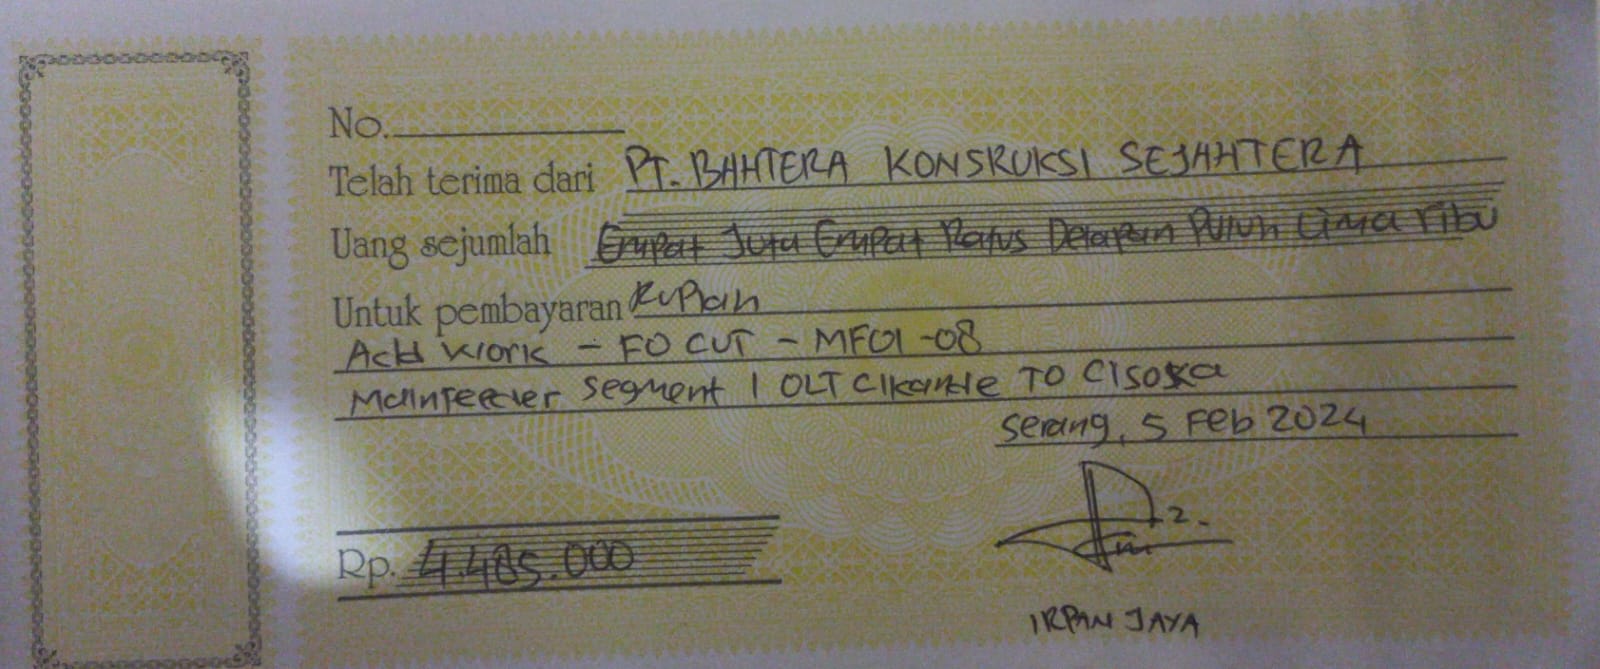 No.
Telah terima dari PT. BAHTERA KONSRUKSI SEJAHTERA
Uang sejumlah Empat Juta Empat Ratus Delapan Puluh Lima ribu
Untuk pembayaran Rupiah
Add Work - FO CUT - MF01-08
Mainfeeder segment 1 OLT Cikande TO Cisoka
Serang, 5 Feb 2024
Rp. 4.485.000
IRPAN JAYA